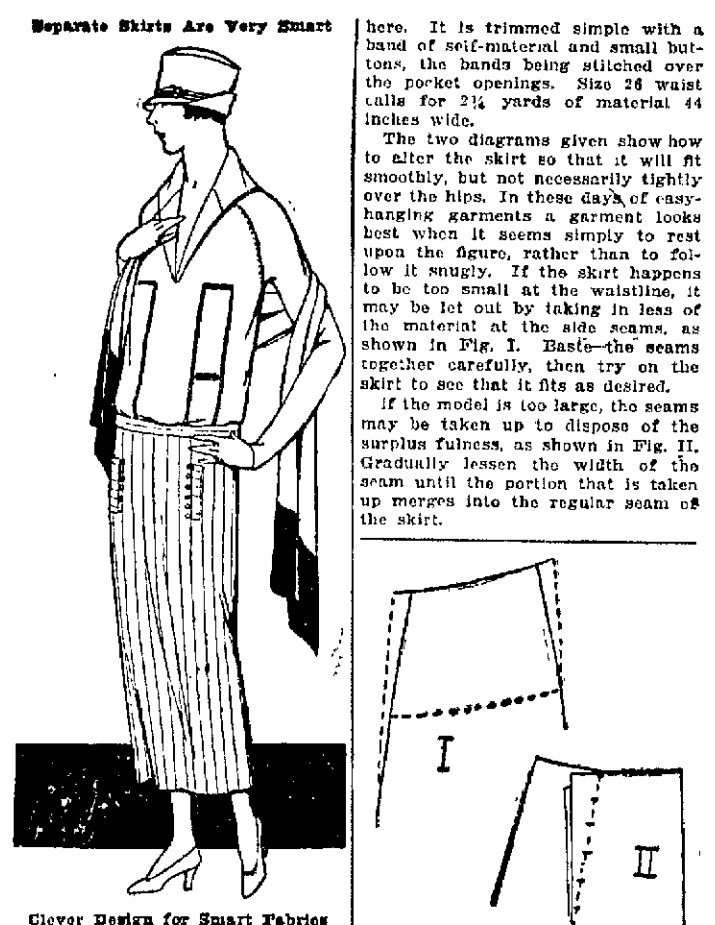 Separate Skirts Are Very Smart
here. It is trimmed simple with a
band of self-material and small but-
tons, the bands being stitched over
the pocket openings. Size 26 waist
calls for 2¼ yards of material 44
inches wide.
The two diagrams given show how
to alter the skirt so that it will fit
smoothly, but not necessarily tightly
over the hips. In these days of easy-
hanging garments a garment looks
best when it seems simply to rest
upon the figure, rather than to fol-
low it snugly. If the skirt happens
to be too small at the waistline, it
may be let out by taking in less of
the material at the side seams, as
shown in Fig. I. Baste the seams
together carefully, then try on the
skirt to see that it fits as desired.
If the model is too large, the seams
may be taken up to dispose of the
surplus fulness, as shown in Fig. II.
Gradually lessen the width of the
seam until the portion that is taken
up merges into the regular seam of
the skirt.
I
II
Clever Design for Smart Fabrics